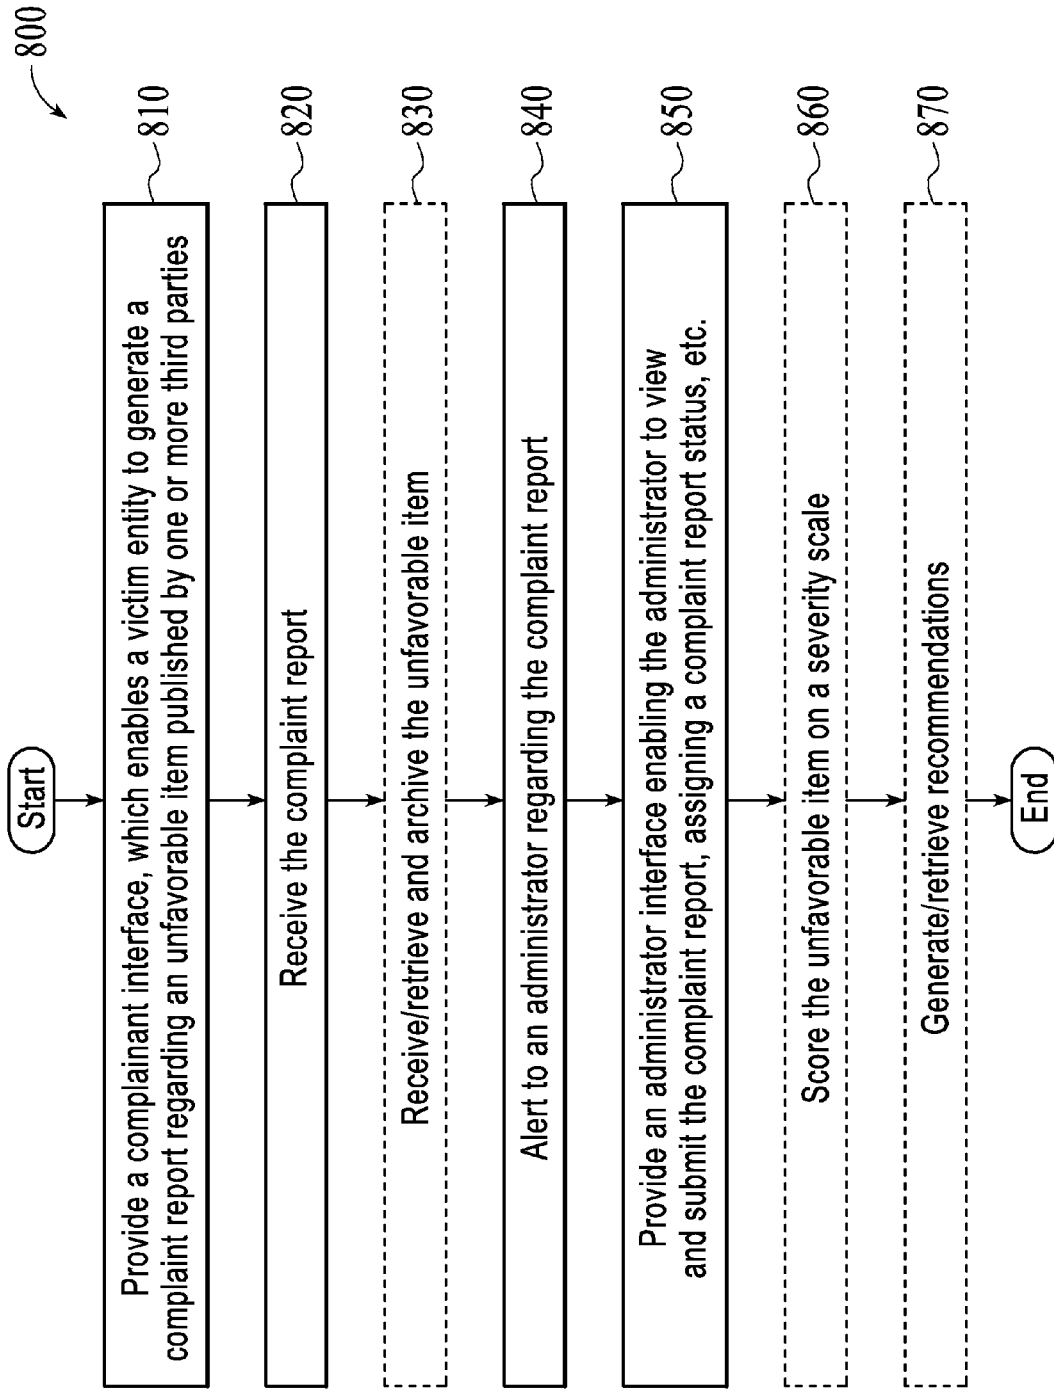 800
Start
Provide a complainant interface, which enables a victim entity to generate a
complaint report regarding an unfavorable item published by one or more third parties
810
Receive the complaint report
820
Receive/retrieve and archive the unfavorable item
830
Alert to an administrator regarding the complaint report
840
Provide an administrator interface enabling the administrator to view
and submit the complaint report, assigning a complaint report status, etc.
850
Score the unfavorable item on a severity scale
860
Generate/retrieve recommendations
870
End